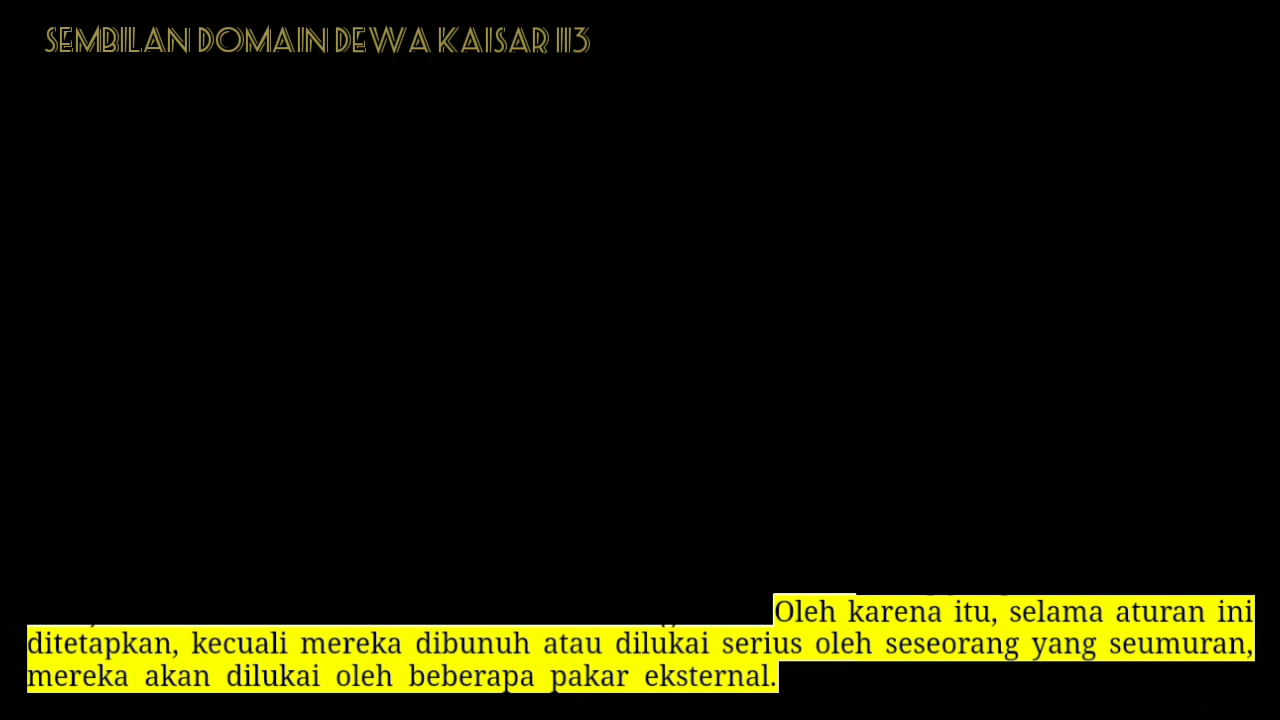 SEMBILAN DOMAIN DEWA KAISAR 113
Oleh karena itu, selama aturan ini
ditetapkan, kecuali mereka dibunuh atau dilukai serius oleh seseorang yang seumuran,
mereka akan dilukai oleh beberapa pakar eksternal.